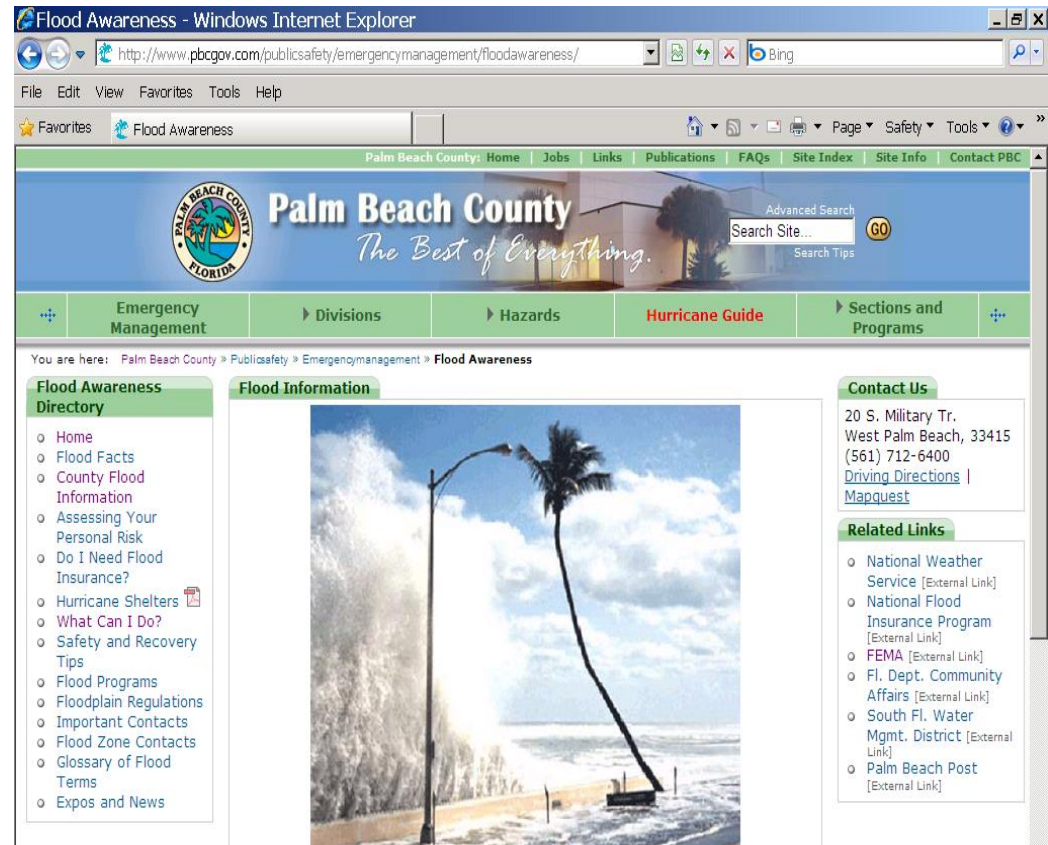 Flood Awareness - Windows Internet Explorer
http://www.pbcgov.com/publicsafety/emergencymanagement/floodawareness/
Bing
File Edit View Favorites Tools Help
Favorites Flood Awareness
Page Safety Tools »
Palm Beach County: Home | Jobs | Links | Publications | FAQs | Site Index | Site Info | Contact PBC
PALM BEACH COUNTY
FLORIDA
Palm Beach County
The Best of Everything.
Advanced Search
Search Site...
GO
Search Tips
Emergency
Management
Divisions
Hazards
Hurricane Guide
Sections and
Programs
You are here: Palm Beach County » Publicsafety » Emergencymanagement » Flood Awareness
Flood Awareness
Directory
Home
Flood Facts
County Flood
Information
Assessing Your
Personal Risk
Do I Need Flood
Insurance?
Hurricane Shelters
What Can I Do?
Safety and Recovery
Tips
Flood Programs
Floodplain Regulations
Important Contacts
Flood Zone Contacts
Glossary of Flood
Terms
Expos and News
Flood Information
Contact Us
20 S. Military Tr.
West Palm Beach, 33415
(561) 712-6400
Driving Directions |
Mapquest
Related Links
National Weather
Service [External Link]
National Flood
Insurance Program
[External Link]
FEMA [External Link]
Fl. Dept. Community
Affairs [External Link]
South Fl. Water
Mgmt. District [External
Link]
Palm Beach Post
[External Link]